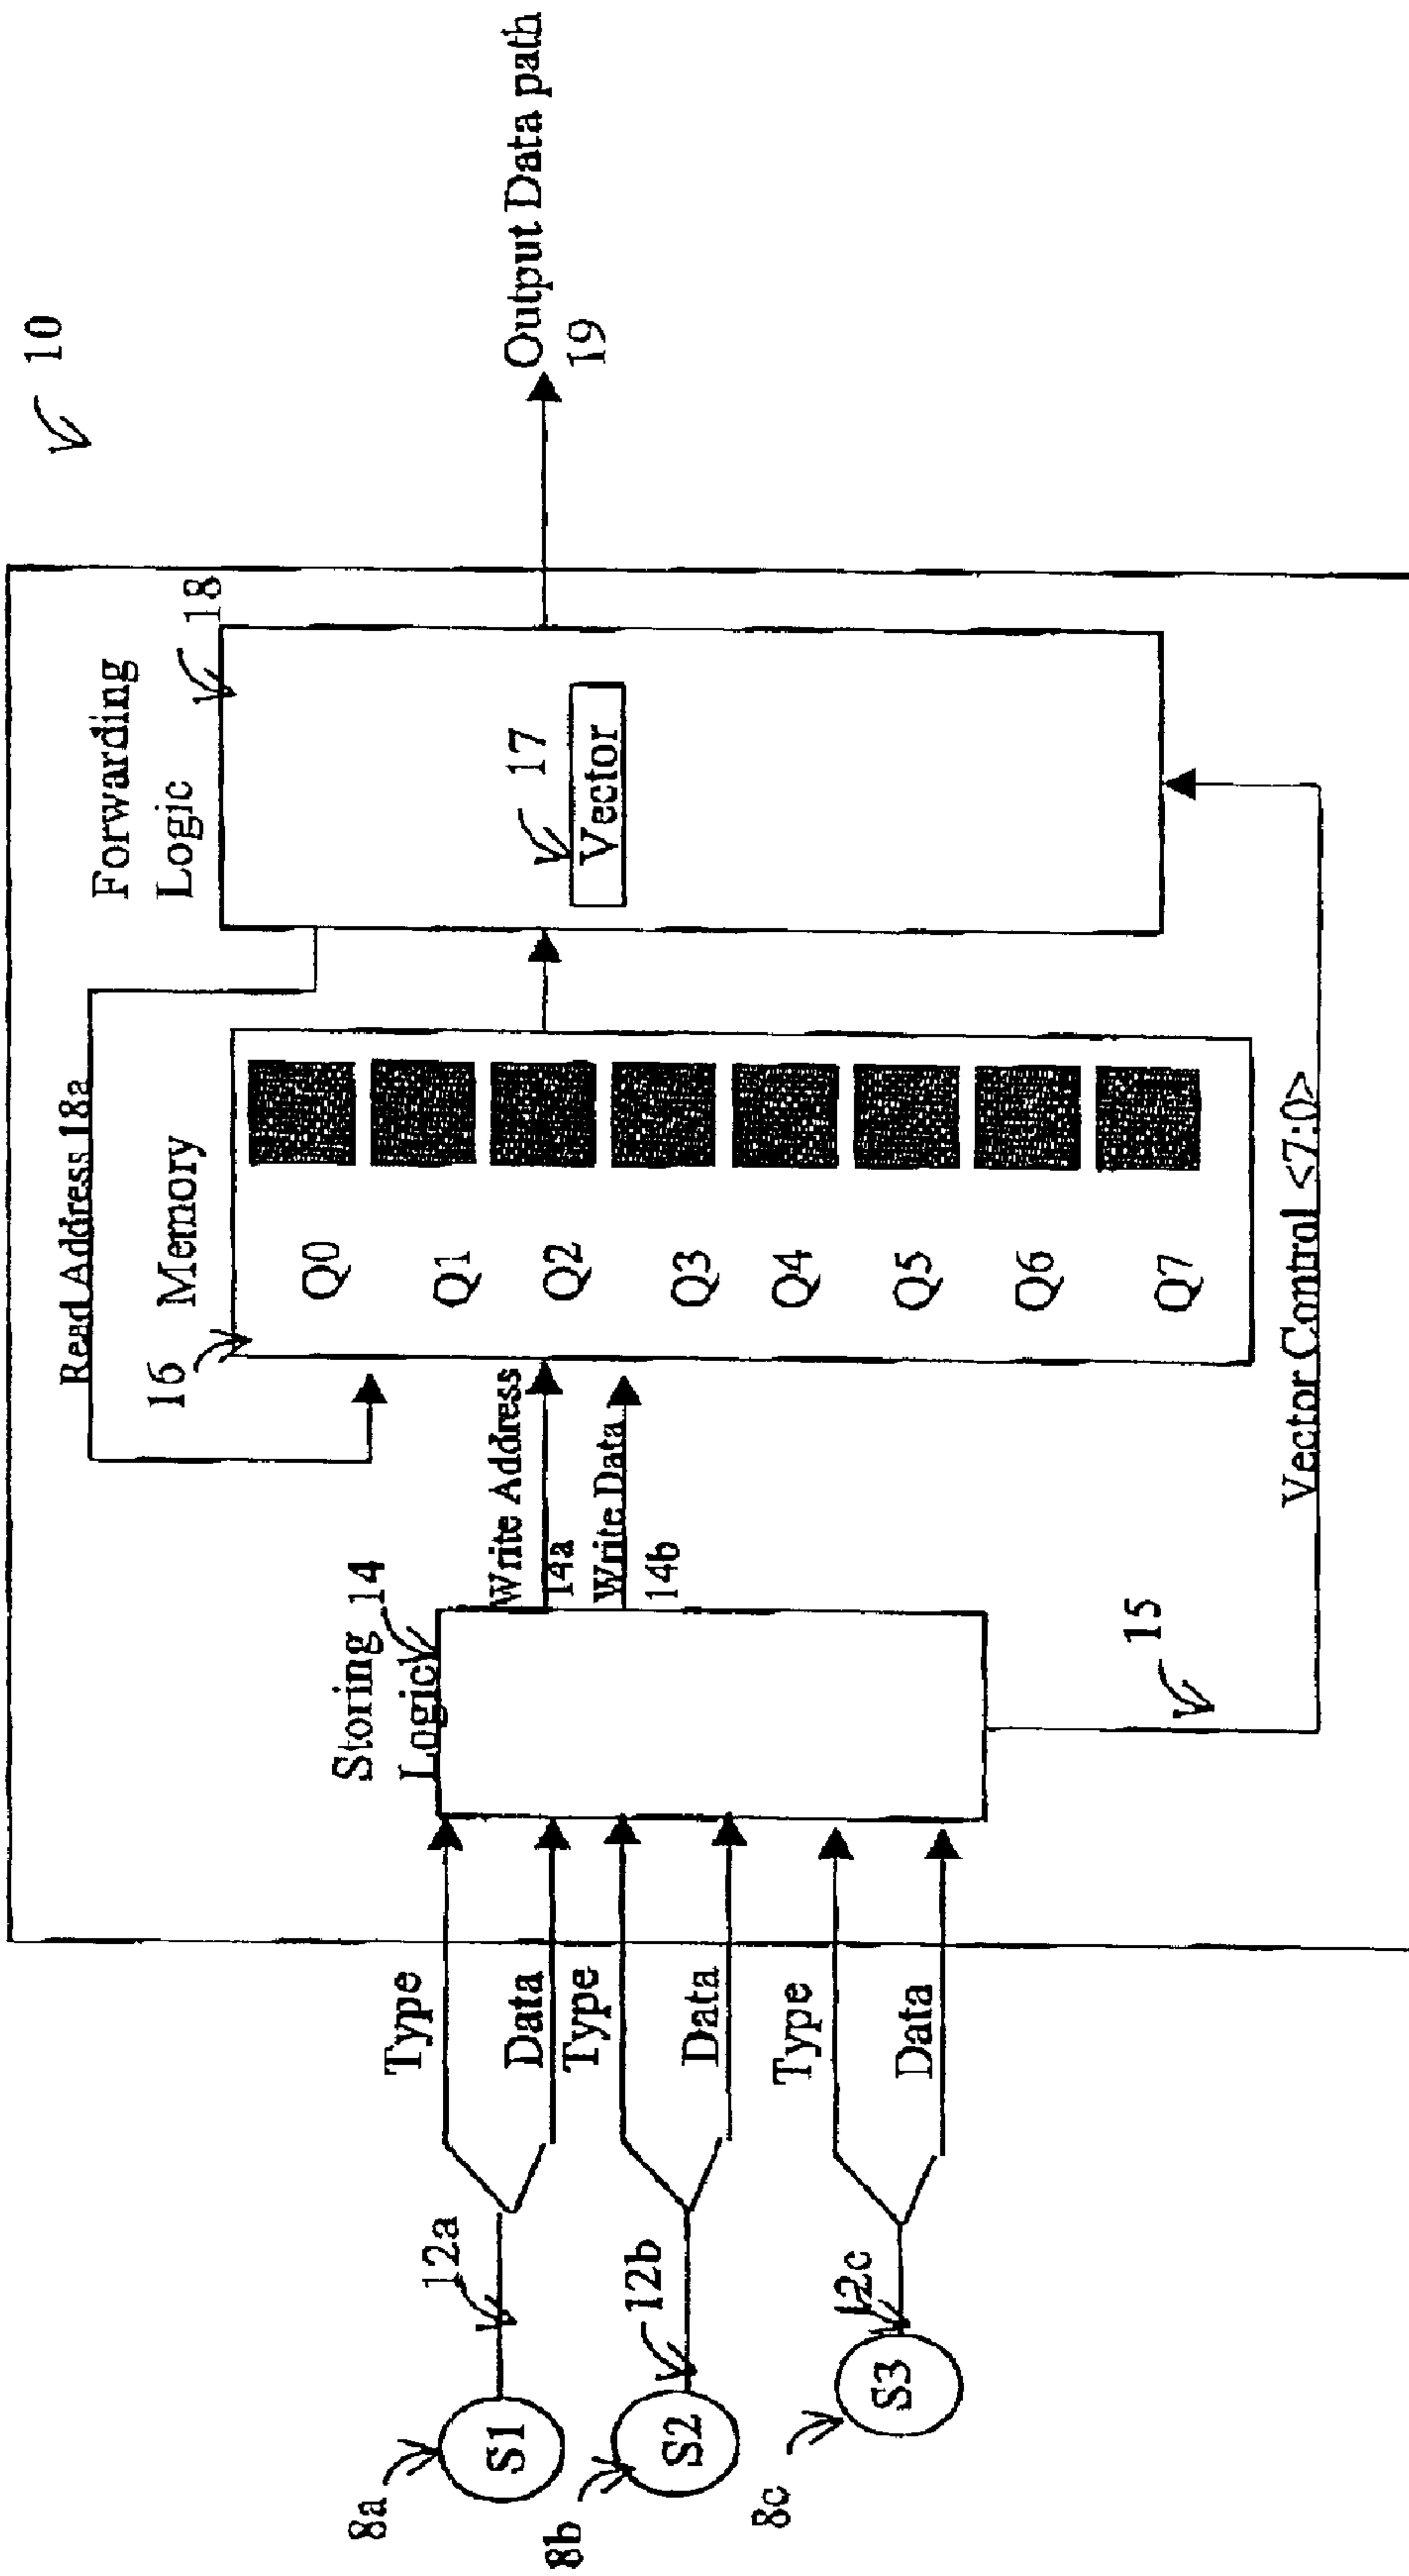 10
Output Data path
19
Forwarding
Logic
18
17
Vector
Read Address 18a
Memory
16
Q0
Q1
Q2
Q3
Q4
Q5
Q6
Q7
Write Address
14a
Write Data
14b
Storing
Logic
14
15
Vector Control <7:0>
Type
Data
Type
Data
Type
Data
12a
12b
12c
S1
S2
S3
8a
8b
8c